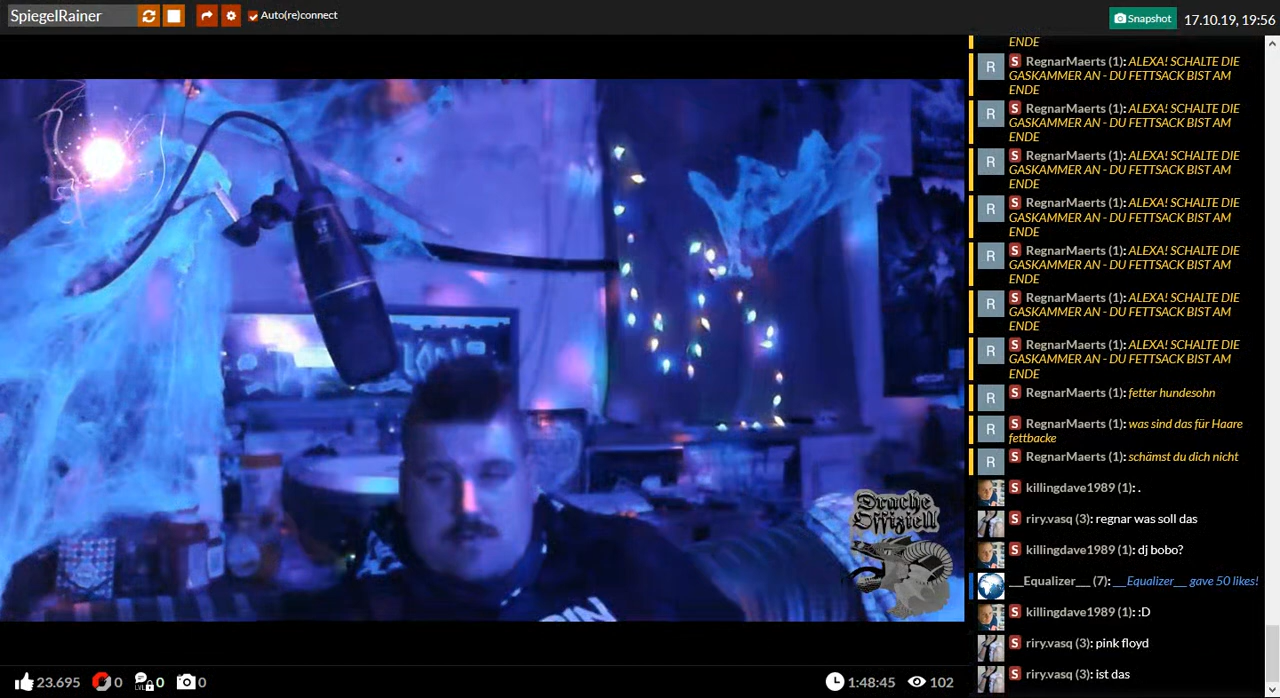 SpiegelRainer
Auto(re)connect
Snapshot
17.10.19, 19:56
ENDE
S RegnarMaerts (1): ALEXA! SCHALTE DIE
GASKAMMER AN - DU FETTSACK BIST AM
ENDE
S RegnarMaerts (1): ALEXA! SCHALTE DIE
GASKAMMER AN - DU FETTSACK BIST AM
ENDE
S RegnarMaerts (1): ALEXA! SCHALTE DIE
GASKAMMER AN - DU FETTSACK BIST AM
ENDE
S RegnarMaerts (1): ALEXA! SCHALTE DIE
GASKAMMER AN - DU FETTSACK BIST AM
ENDE
S RegnarMaerts (1): ALEXA! SCHALTE DIE
GASKAMMER AN - DU FETTSACK BIST AM
ENDE
S RegnarMaerts (1): ALEXA! SCHALTE DIE
GASKAMMER AN - DU FETTSACK BIST AM
ENDE
S RegnarMaerts (1): ALEXA! SCHALTE DIE
GASKAMMER AN - DU FETTSACK BIST AM
ENDE
R S RegnarMaerts (1): fetter hundesohn
R S RegnarMaerts (1): was sind das für Haare
fettbacke
R S RegnarMaerts (1): schämst du dich nicht
S killingdave1989 (1): .
S riry.vasq (3): regnar was soll das
S killingdave1989 (1): dj bobo?
__Equalizer__ (7): __Equalizer__ gave 50 likes!
S killingdave1989 (1): :D
S riry.vasq (3): pink floyd
S riry.vasq (3): ist das
Drache
Offiziell
23.695
0
0
0
1:48:45
102